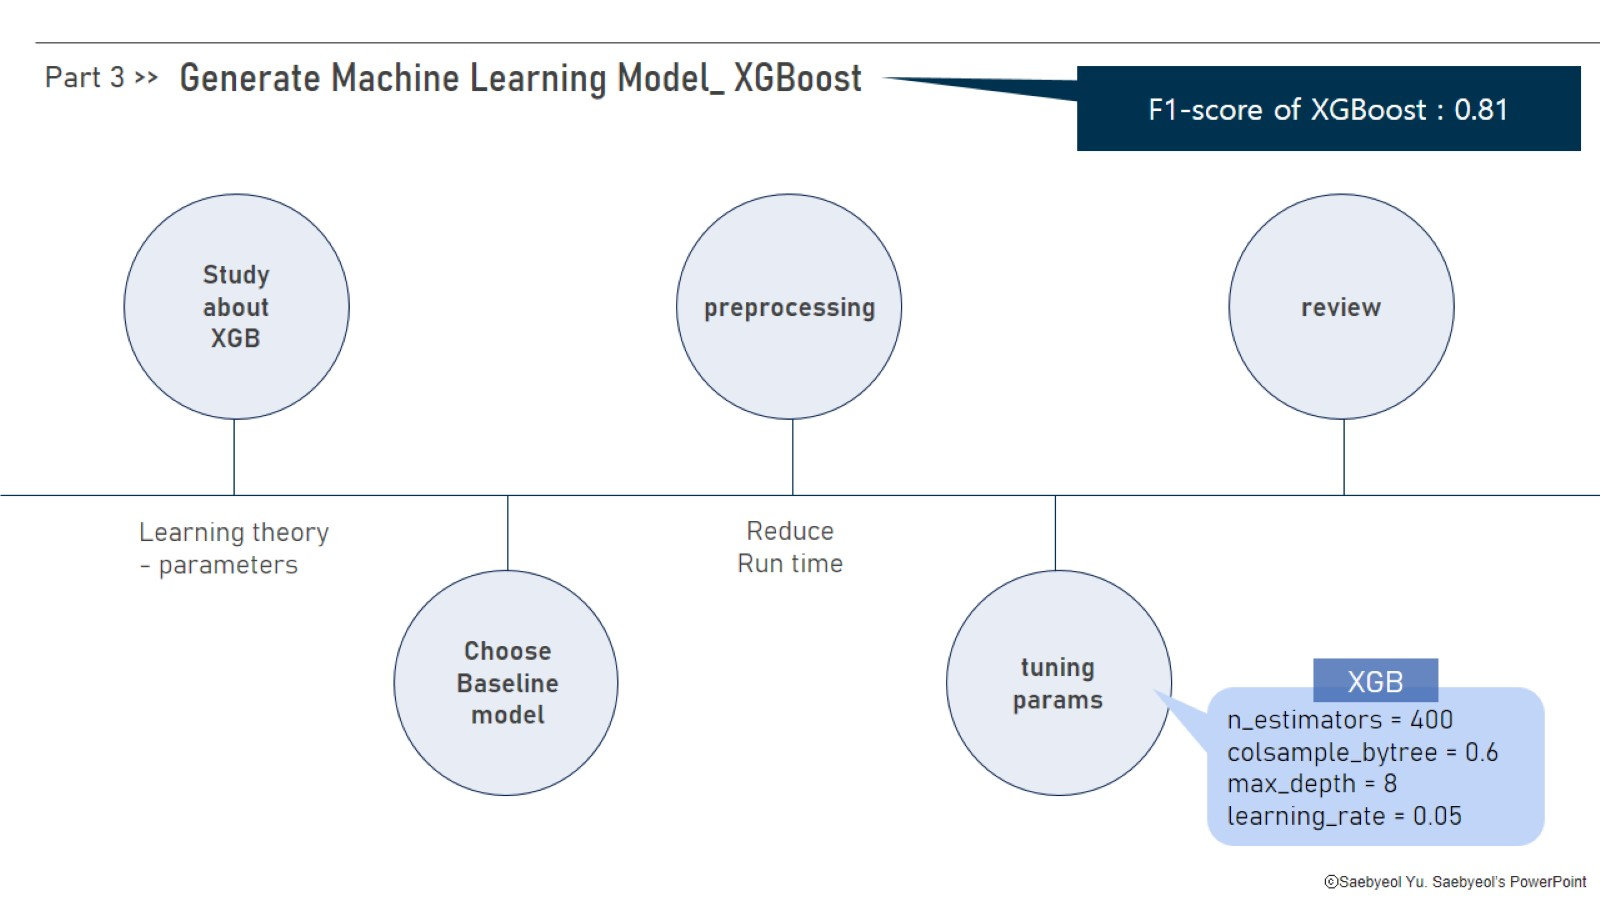 Part 3 >> Generate Machine Learning Model_ XGBoost
F1-score of XGBoost : 0.81
Study
about
XGB
preprocessing
review
Learning theory
- parameters
Reduce
Run time
Choose
Baseline
model
tuning
params
XGB
n_estimators = 400
colsample_bytree = 0.6
max_depth = 8
learning_rate = 0.05
ⓒSaebyeol Yu. Saebyeol's PowerPoint